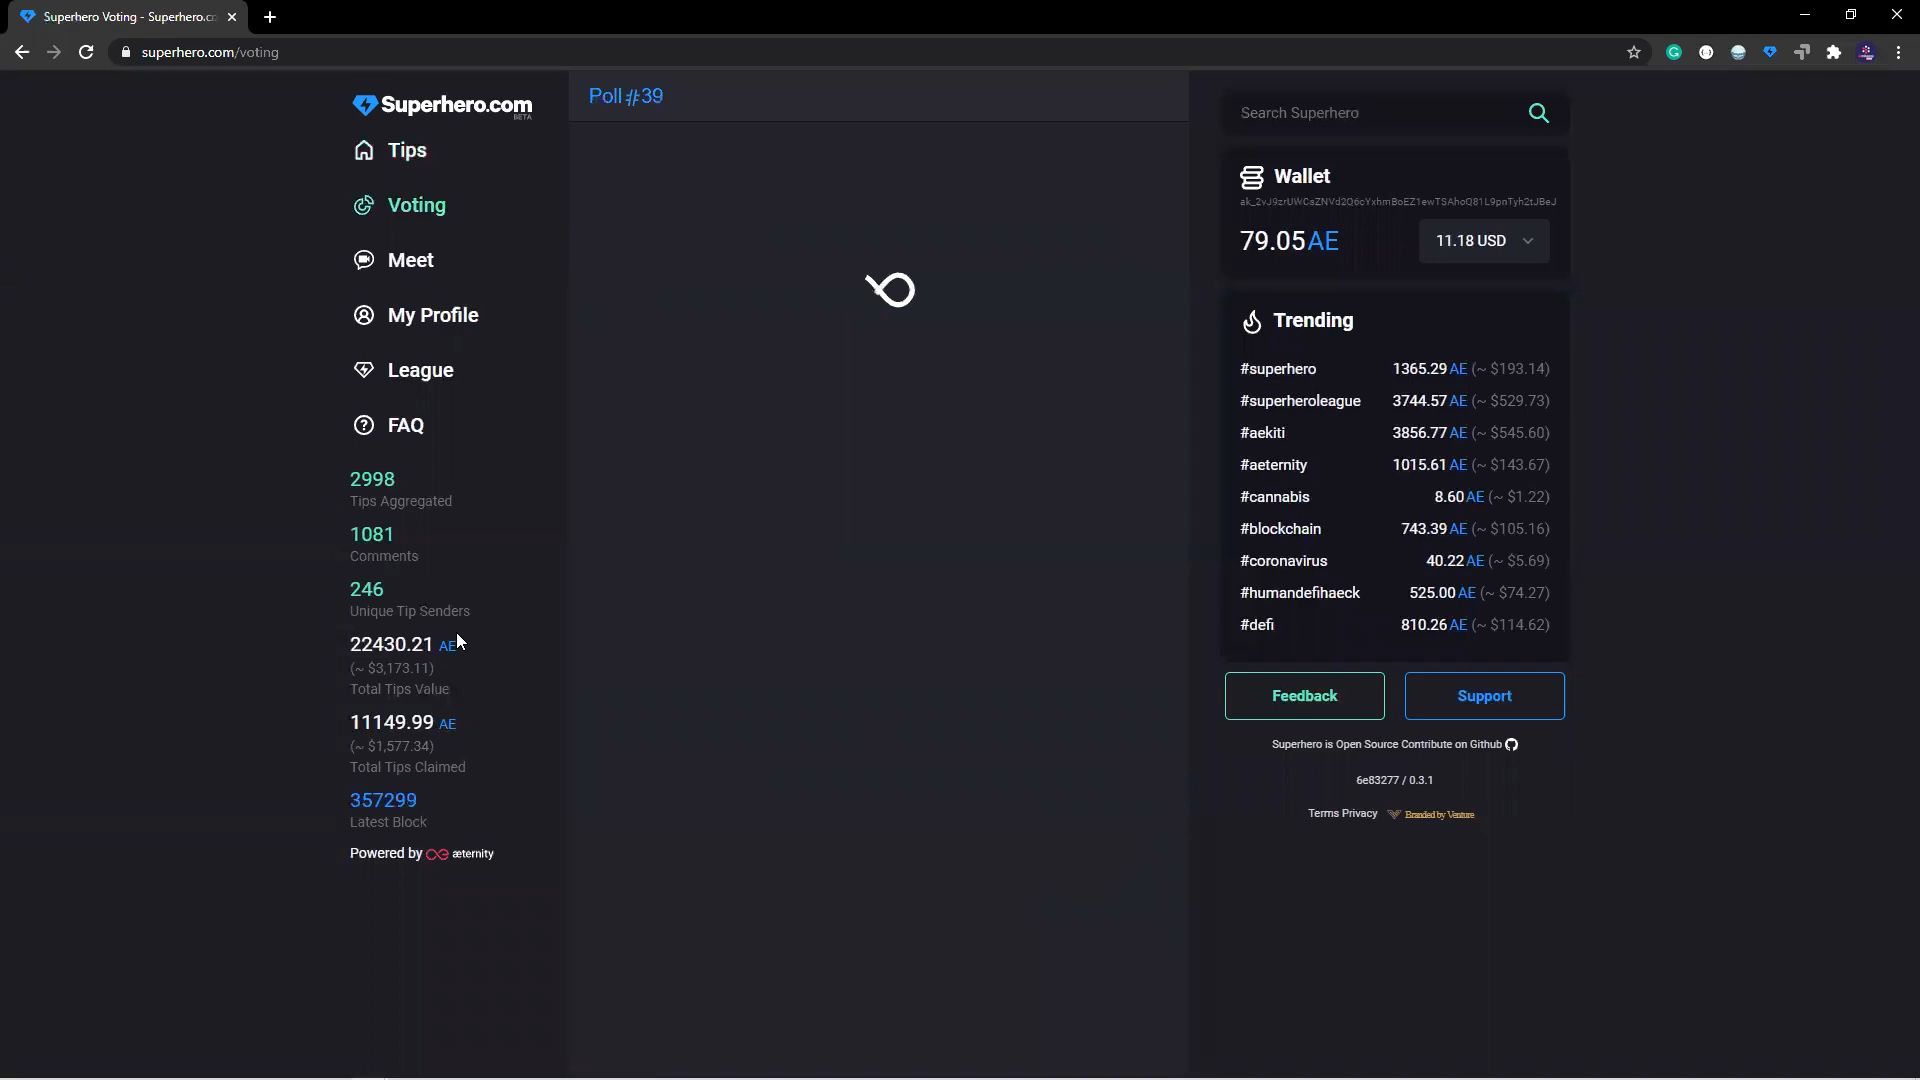 Superhero Voting - Superhero.co
superhero.com/voting
Superhero.com
BETA
Tips
Voting
Meet
My Profile
League
FAQ
2998
Tips Aggregated
1081
Comments
246
Unique Tip Senders
22430.21 AE
(~ $3,173.11)
Total Tips Value
11149.99 AE
(~ $1,577.34)
Total Tips Claimed
357299
Latest Block
Powered by æternity
Poll #39
Search Superhero
Wallet
79.05 AE
11.18 USD
Trending
#superhero 1365.29 AE (~ $193.14)
#superheroleague 3744.57 AE (~ $529.73)
#aekiti 3856.77 AE (~ $545.60)
#aeternity 1015.61 AE (~ $143.67)
#cannabis 8.60 AE (~ $1.22)
#blockchain 743.39 AE (~ $105.16)
#coronavirus 40.22 AE (~ $5.69)
#humandefihaeck 525.00 AE (~ $74.27)
#defi 810.26 AE (~ $114.62)
Feedback Support
Superhero is Open Source Contribute on Github
6e83277 / 0.3.1
Terms Privacy Branded by Venture